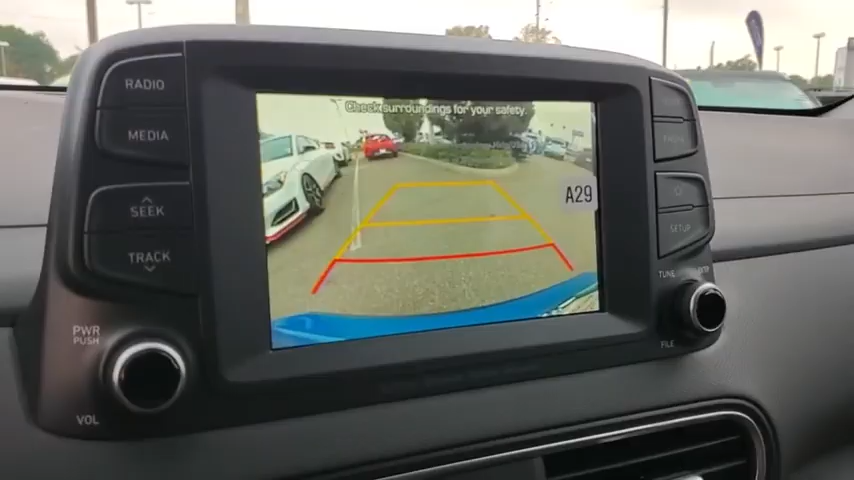 RADIO
MEDIA
SEEK
TRACK
PWR
PUSH
VOL
Check surroundings for your safety.
A29
SETUP
TUNE
FILE